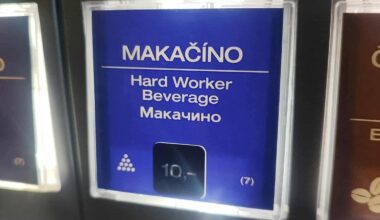 MAKAČÍNO
Hard Worker
Beverage
Макачино
10,-
(7)